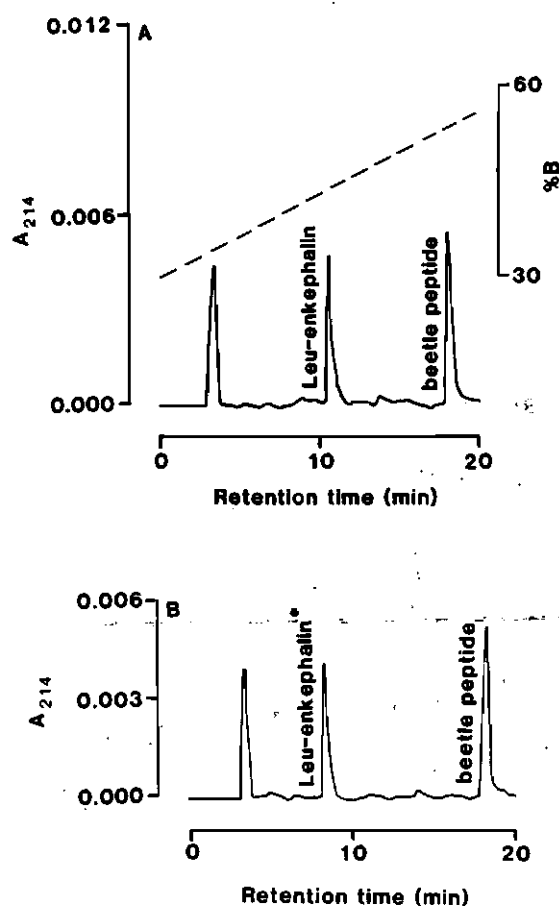 0.012
A
60
%B
A214
0.006
Leu-enkephalin
beetle peptide
30
0.000
0
10
20
Retention time (min)
0.006
B
Leu-enkephalin*
beetle peptide
A214
0.003
0.000
0
10
20
Retention time (min)